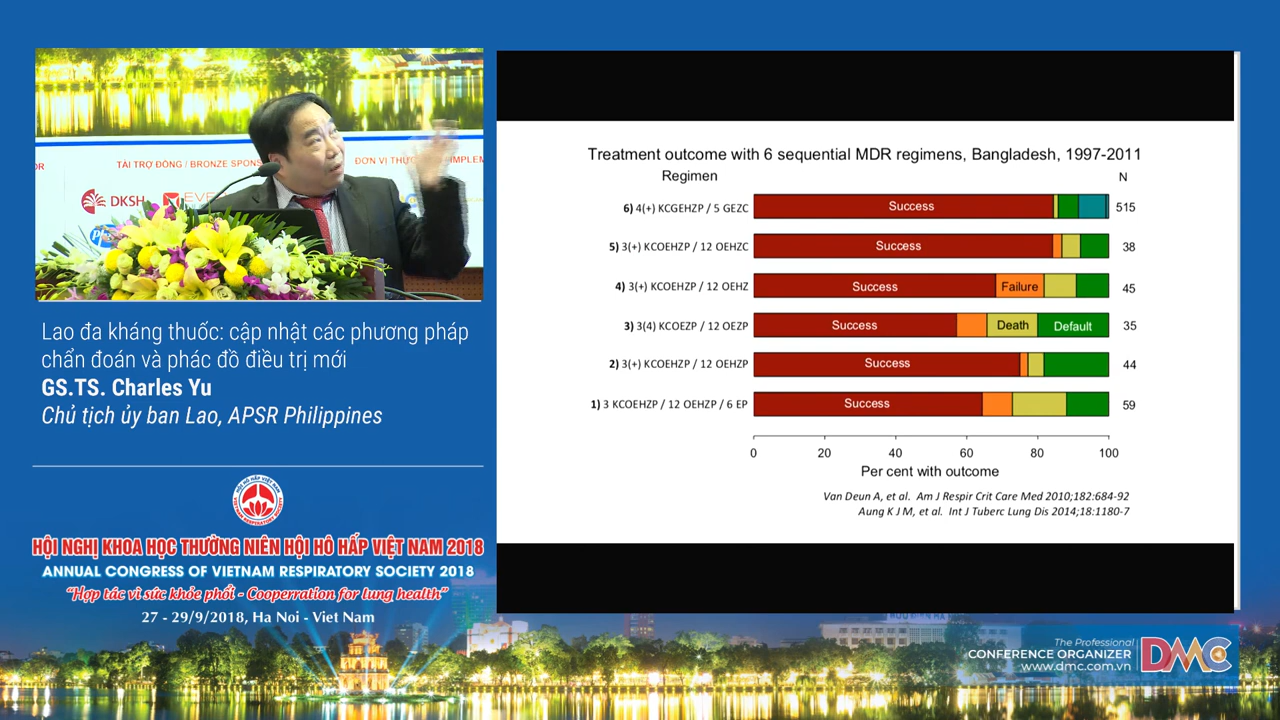 TÀI TRỢ ĐỒNG / BRONZE SPONS
ĐƠN VỊ THỰC
IMPLEM
DKSH
Lao đa kháng thuốc: cập nhật các phương pháp
chẩn đoán và phác đồ điều trị mới
GS.TS. Charles Yu
Chủ tịch ủy ban Lao, APSR Philippines
HỘI NGHỊ KHOA HỌC THƯỜNG NIÊN HỘI HÔ HẤP VIỆT NAM 2018
ANNUAL CONGRESS OF VIETNAM RESPIRATORY SOCIETY 2018
“Hợp tác vì sức khỏe phổi - Cooperration for lung health”
27 - 29/9/2018, Ha Noi - Viet Nam
Treatment outcome with 6 sequential MDR regimens, Bangladesh, 1997-2011
Regimen N
6) 4(+) KCGEHZP / 5 GEZC Success 515
5) 3(+) KCOEHZP / 12 OEHZC Success 38
4) 3(+) KCOEHZP / 12 OEHZ Success Failure 45
3) 3(4) KCOEZP / 12 OEZP Success Death Default 35
2) 3(+) KCOEHZP / 12 OEHZP Success 44
1) 3 KCOEHZP / 12 OEHZP / 6 EP Success 59
0 20 40 60 80 100
Per cent with outcome
Van Deun A, et al. Am J Respir Crit Care Med 2010;182:684-92
Aung K J M, et al. Int J Tuberc Lung Dis 2014;18:1180-7
The Professional
CONFERENCE ORGANIZER
www.dmc.com.vn
DMC